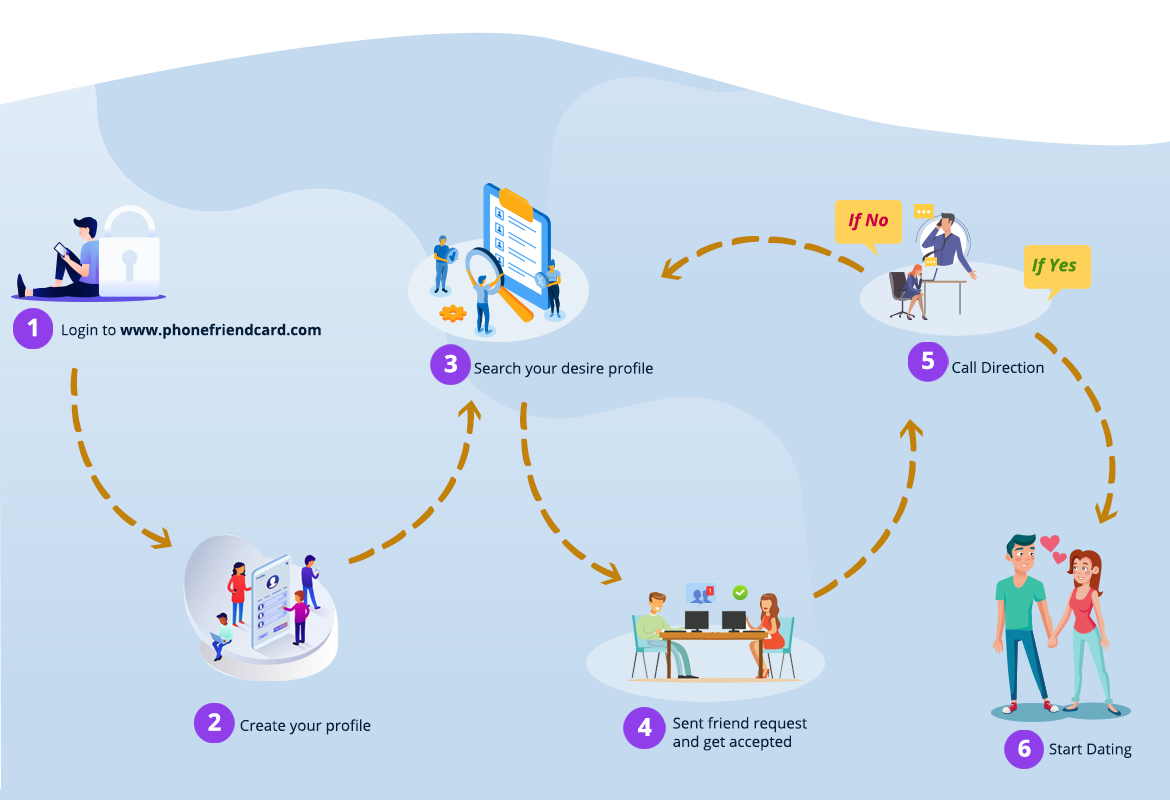 1 Login to www.phonefriendcard.com
2 Create your profile
3 Search your desire profile
4 Sent friend request
and get accepted
If No
If Yes
5 Call Direction
6 Start Dating